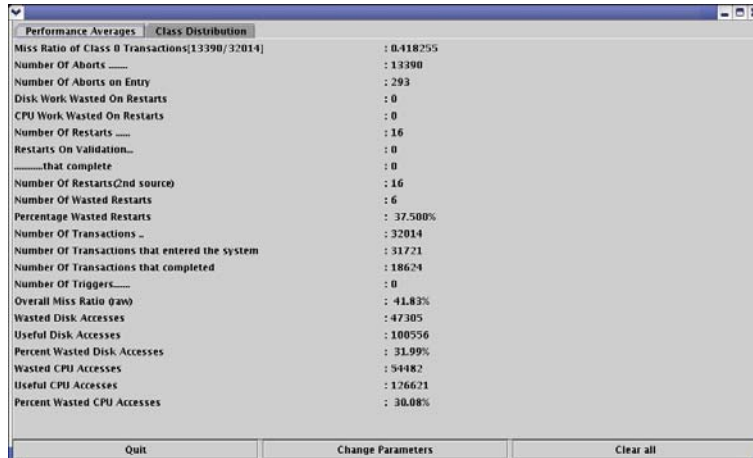 Performance Averages Class Distribution
Miss Ratio of Class 0 Transactions[13390/32014] : 0.418255
Number Of Aborts ....... : 13390
Number Of Aborts on Entry : 293
Disk Work Wasted On Restarts : 0
CPU Work Wasted On Restarts : 0
Number Of Restarts ...... : 16
Restarts On Validation... : 0
............that complete : 0
Number Of Restarts(2nd source) : 16
Number Of Wasted Restarts : 6
Percentage Wasted Restarts : 37.500%
Number Of Transactions .. : 32014
Number Of Transactions that entered the system : 31721
Number Of Transactions that completed : 18624
Number Of Triggers....... : 0
Overall Miss Ratio (raw) : 41.83%
Wasted Disk Accesses : 47305
Useful Disk Accesses : 100556
Percent Wasted Disk Accesses : 31.99%
Wasted CPU Accesses : 54482
Useful CPU Accesses : 126621
Percent Wasted CPU Accesses : 30.08%
Quit Change Parameters Clear all